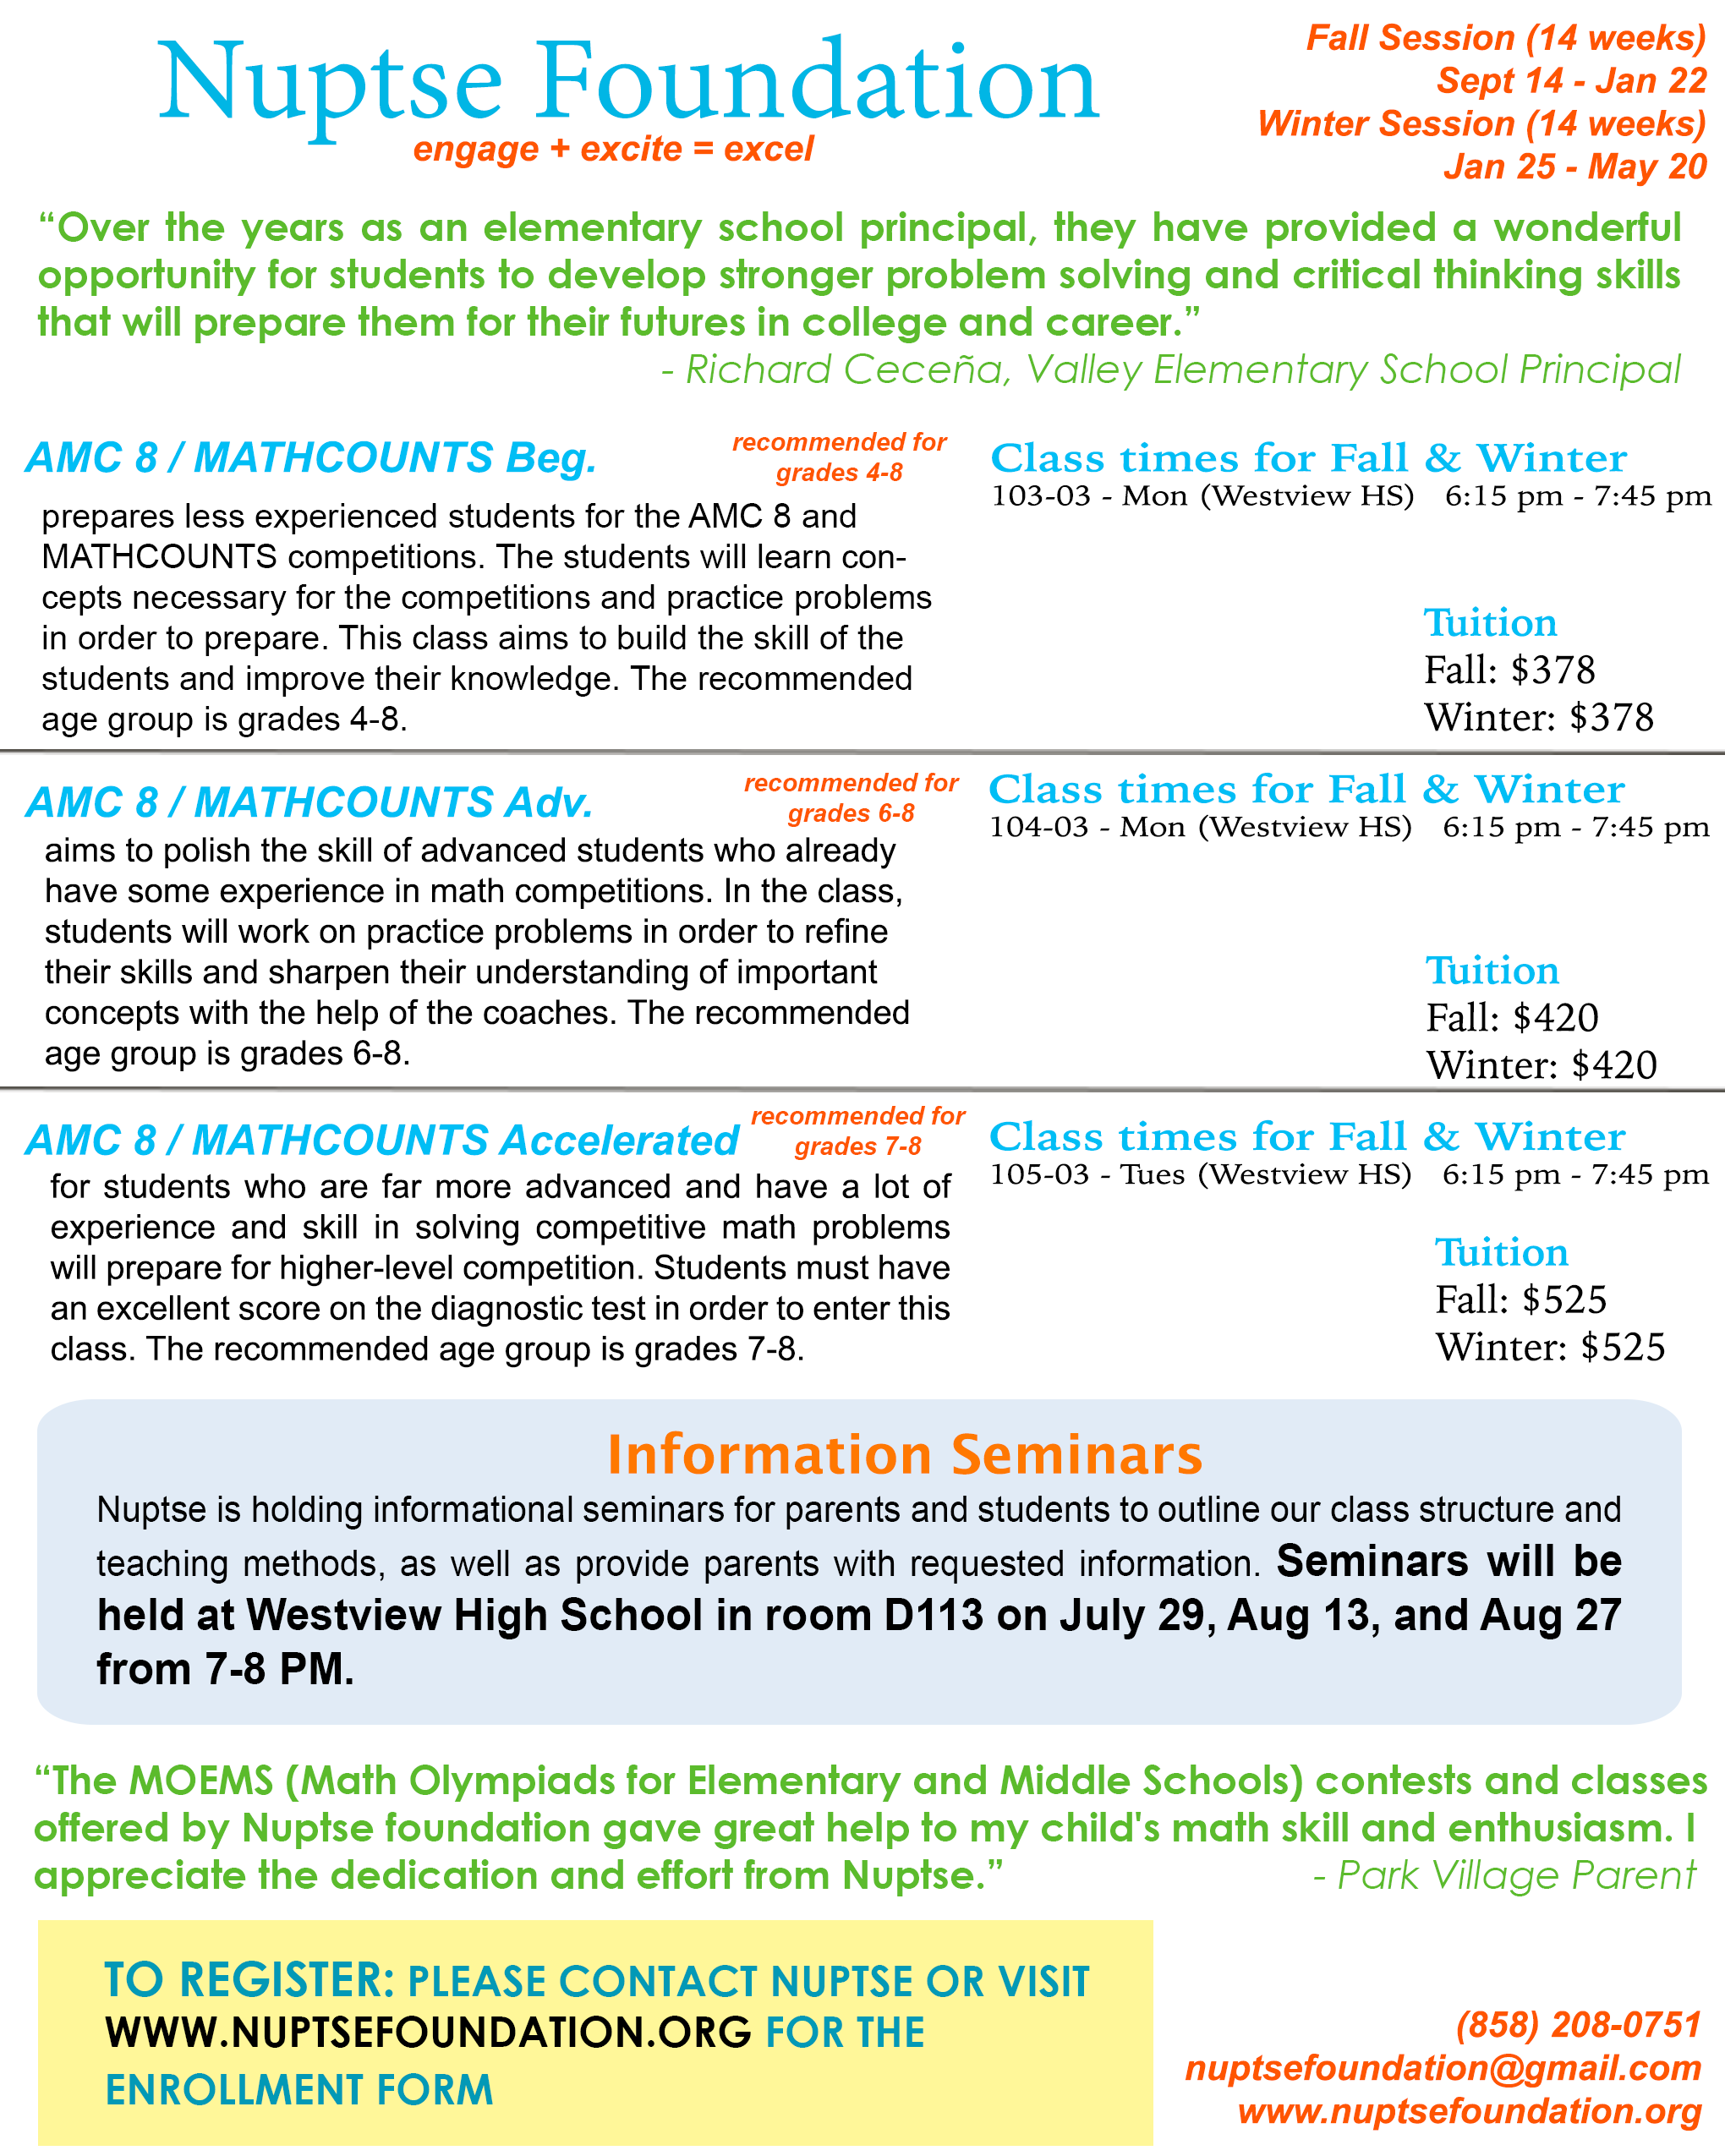 Nuptse Foundation
engage + excite = excel
Fall Session (14 weeks)
Sept 14 - Jan 22
Winter Session (14 weeks)
Jan 25 - May 20
“Over the years as an elementary school principal, they have provided a wonderful
opportunity for students to develop stronger problem solving and critical thinking skills
that will prepare them for their futures in college and career.”
- Richard Ceceña, Valley Elementary School Principal
AMC 8 / MATHCOUNTS Beg.
recommended for
grades 4-8
prepares less experienced students for the AMC 8 and
MATHCOUNTS competitions. The students will learn con-
cepts necessary for the competitions and practice problems
in order to prepare. This class aims to build the skill of the
students and improve their knowledge. The recommended
age group is grades 4-8.
Class times for Fall & Winter
103-03 - Mon (Westview HS) 6:15 pm - 7:45 pm
Tuition
Fall: $378
Winter: $378
AMC 8 / MATHCOUNTS Adv.
recommended for
grades 6-8
aims to polish the skill of advanced students who already
have some experience in math competitions. In the class,
students will work on practice problems in order to refine
their skills and sharpen their understanding of important
concepts with the help of the coaches. The recommended
age group is grades 6-8.
Class times for Fall & Winter
104-03 - Mon (Westview HS) 6:15 pm - 7:45 pm
Tuition
Fall: $420
Winter: $420
AMC 8 / MATHCOUNTS Accelerated
recommended for
grades 7-8
for students who are far more advanced and have a lot of
experience and skill in solving competitive math problems
will prepare for higher-level competition. Students must have
an excellent score on the diagnostic test in order to enter this
class. The recommended age group is grades 7-8.
Class times for Fall & Winter
105-03 - Tues (Westview HS) 6:15 pm - 7:45 pm
Tuition
Fall: $525
Winter: $525
Information Seminars
Nuptse is holding informational seminars for parents and students to outline our class structure and
teaching methods, as well as provide parents with requested information. Seminars will be
held at Westview High School in room D113 on July 29, Aug 13, and Aug 27
from 7-8 PM.
“The MOEMS (Math Olympiads for Elementary and Middle Schools) contests and classes
offered by Nuptse foundation gave great help to my child's math skill and enthusiasm. I
appreciate the dedication and effort from Nuptse.” - Park Village Parent
TO REGISTER: PLEASE CONTACT NUPTSE OR VISIT
WWW.NUPTSEFOUNDATION.ORG FOR THE
ENROLLMENT FORM
(858) 208-0751
nuptsefoundation@gmail.com
www.nuptsefoundation.org